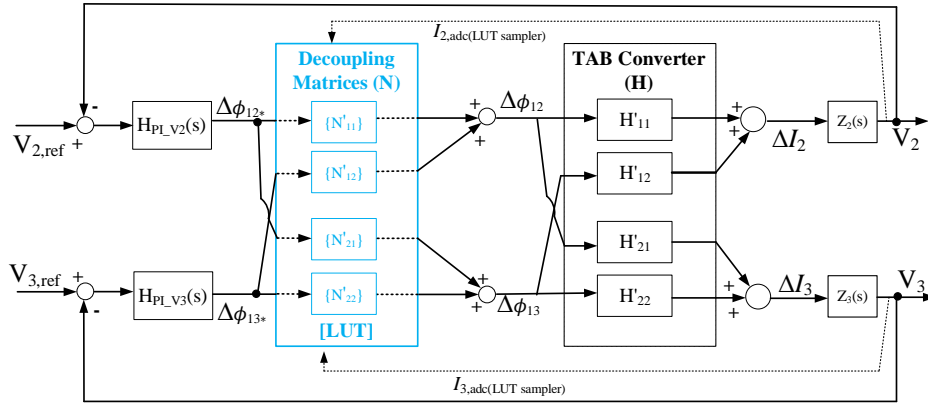 I2,adc(LUT sampler)
Decoupling
Matrices (N)
TAB Converter
(H)
-
+
V2,ref
HPI_V2(s)
Δϕ12*
{N'11}
+
+
Δϕ12
H'11
+
+
ΔI2
Z2(s)
V2
{N'12}
H'12
{N'21}
H'21
V3,ref
+
-
HPI_V3(s)
Δϕ13*
{N'22}
+
+
Δϕ13
H'22
+
+
ΔI3
Z3(s)
V3
[LUT]
I3,adc(LUT sampler)